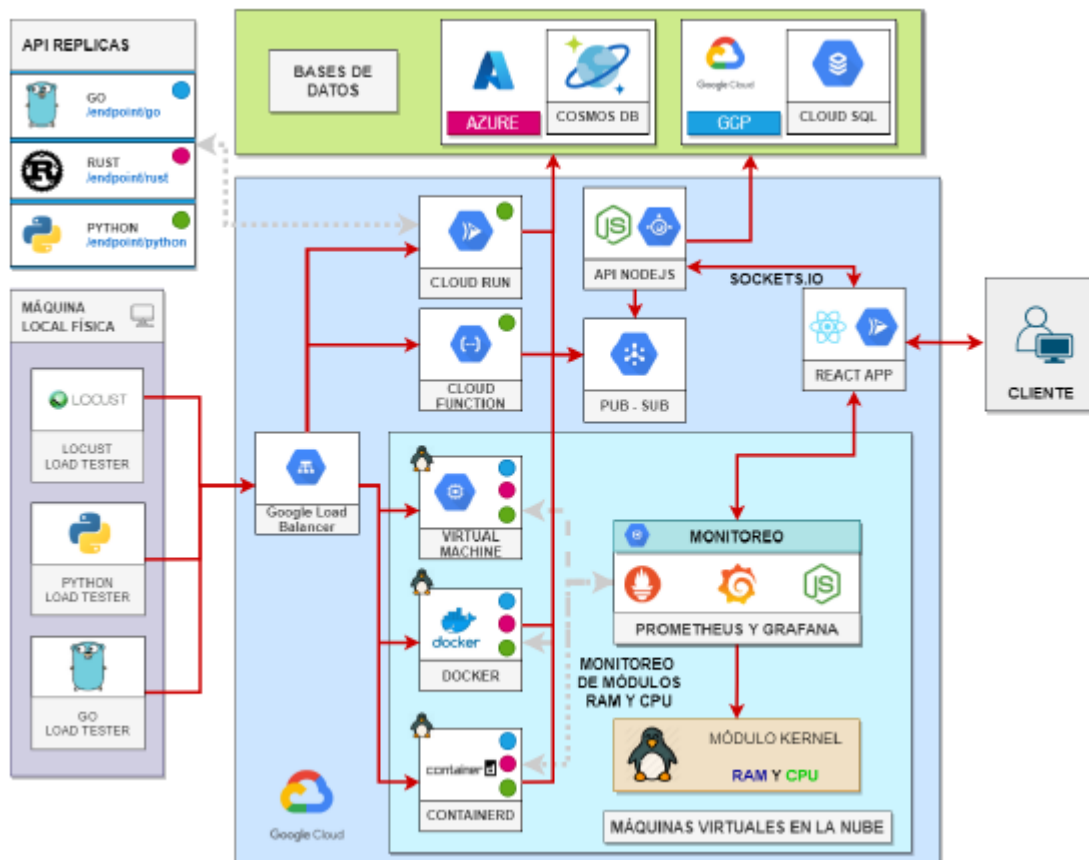 API REPLICAS
GO
/endpoint/go
RUST
/endpoint/rust
PYTHON
/endpoint/python
BASES DE
DATOS
AZURE
COSMOS DB
Google Cloud
GCP
CLOUD SQL
MÁQUINA
LOCAL FÍSICA
LOCUST
LOCUST
LOAD TESTER
PYTHON
LOAD TESTER
GO
LOAD TESTER
CLOUD RUN
CLOUD
FUNCTION
JS
API NODEJS
SOCKETS.IO
PUB - SUB
REACT APP
CLIENTE
Google Load
Balancer
VIRTUAL
MACHINE
docker
DOCKER
containerd
CONTAINERD
MONITOREO
JS
PROMETHEUS Y GRAFANA
MONITOREO
DE MÓDULOS
RAM Y CPU
MÓDULO KERNEL
RAM Y CPU
MÁQUINAS VIRTUALES EN LA NUBE
Google Cloud